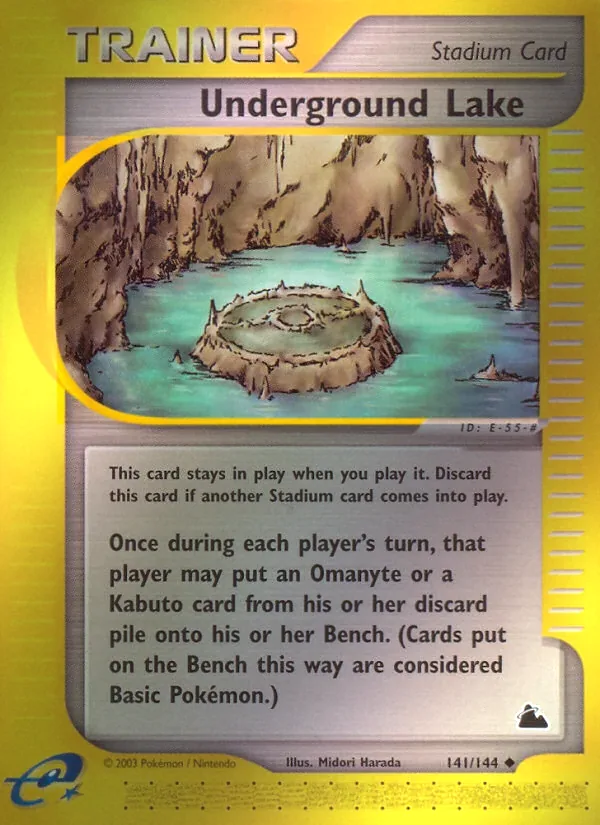 TRAINER
Stadium Card
Underground Lake
ID: E-55-#
This card stays in play when you play it. Discard
this card if another Stadium card comes into play.
Once during each player's turn, that
player may put an Omanyte or a
Kabuto card from his or her discard
pile onto his or her Bench. (Cards put
on the Bench this way are considered
Basic Pokémon.)
© 2003 Pokémon / Nintendo
Illus. Midori Harada
141/144 ◆
e